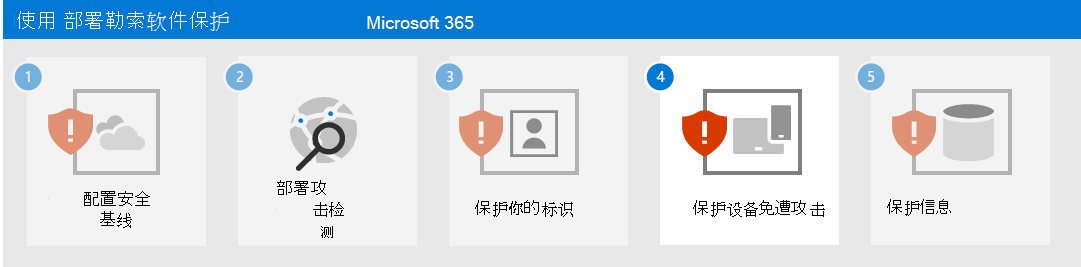 使用 部署勒索软件保护 Microsoft 365
1
2
3
4
5
配置安全
基线
部署攻
击检
测
保护你的标识
保护设备免遭攻击
保护信息